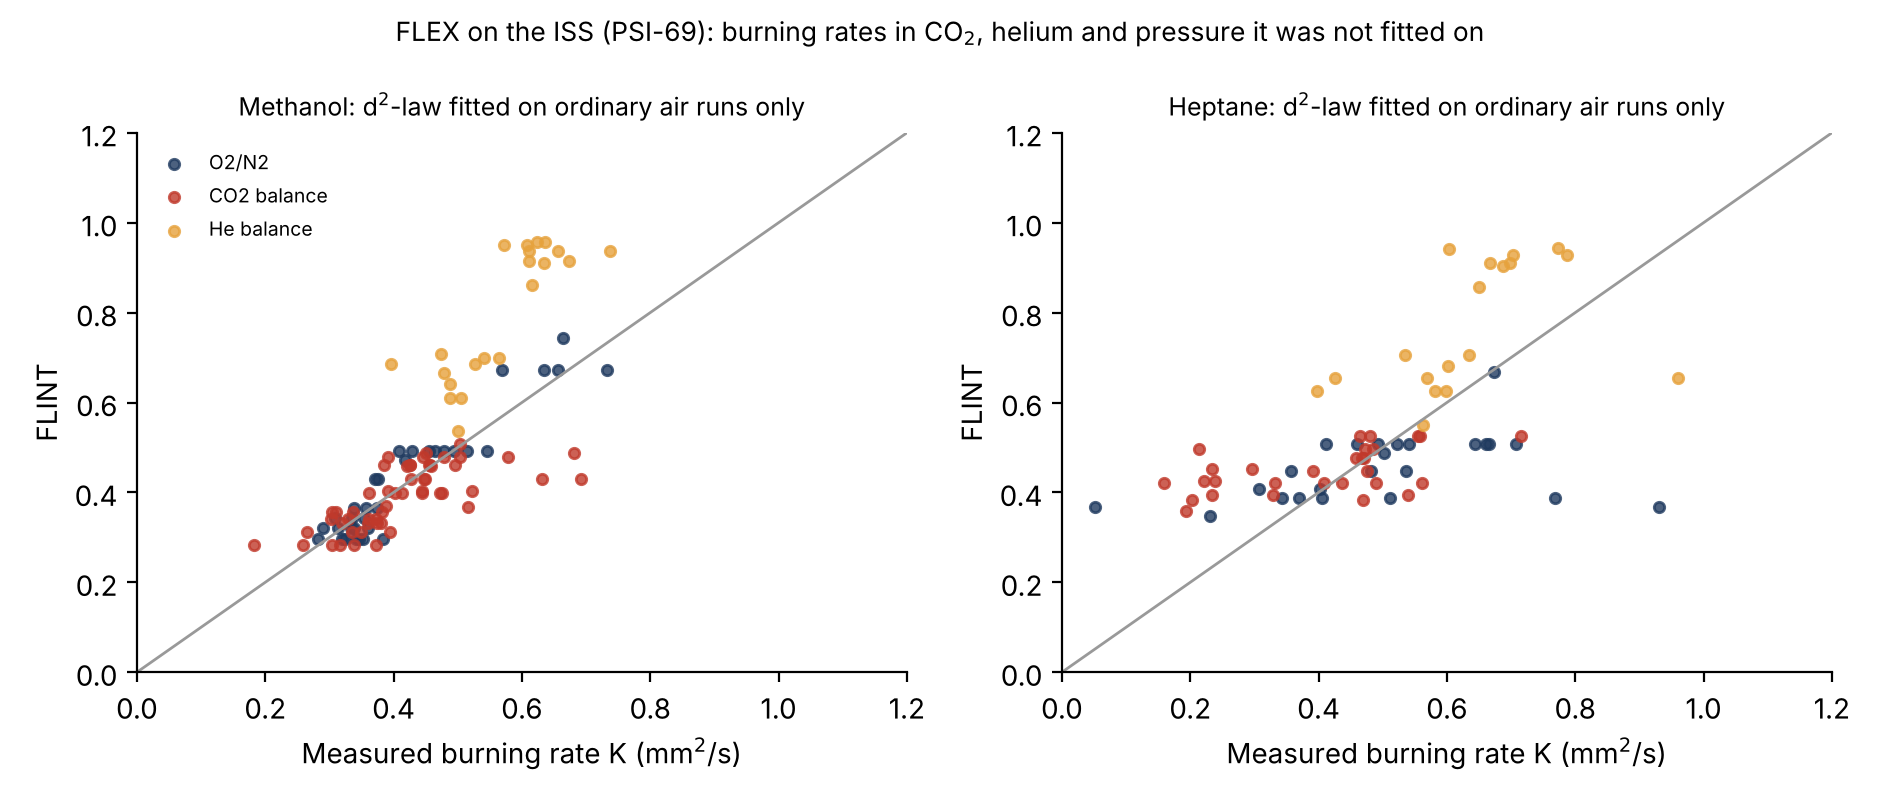 FLEX on the ISS (PSI-69): burning rates in CO₂, helium and pressure it was not fitted on
Methanol: d²-law fitted on ordinary air runs only
1.2
1.0
0.8
0.6
0.4
0.2
0.0
FLINT
O2/N2
CO2 balance
He balance
0.0 0.2 0.4 0.6 0.8 1.0 1.2
Measured burning rate K (mm²/s)
Heptane: d²-law fitted on ordinary air runs only
1.2
1.0
0.8
0.6
0.4
0.2
0.0
FLINT
0.0 0.2 0.4 0.6 0.8 1.0 1.2
Measured burning rate K (mm²/s)